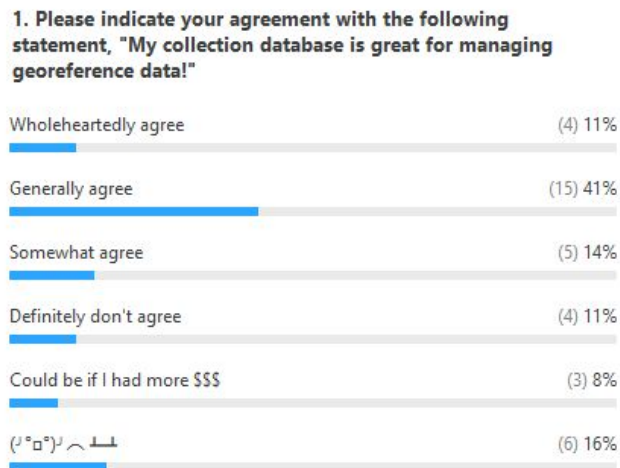 1. Please indicate your agreement with the following
statement, "My collection database is great for managing
georeference data!"
Wholeheartedly agree (4) 11%
Generally agree (15) 41%
Somewhat agree (5) 14%
Definitely don't agree (4) 11%
Could be if I had more $$$ (3) 8%
(╯°□°)╯︵ ┻━┻ (6) 16%